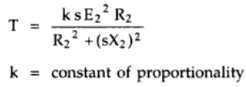 T = k s E₂² R₂ / R₂² + (sX₂)²
k = constant of proportionality